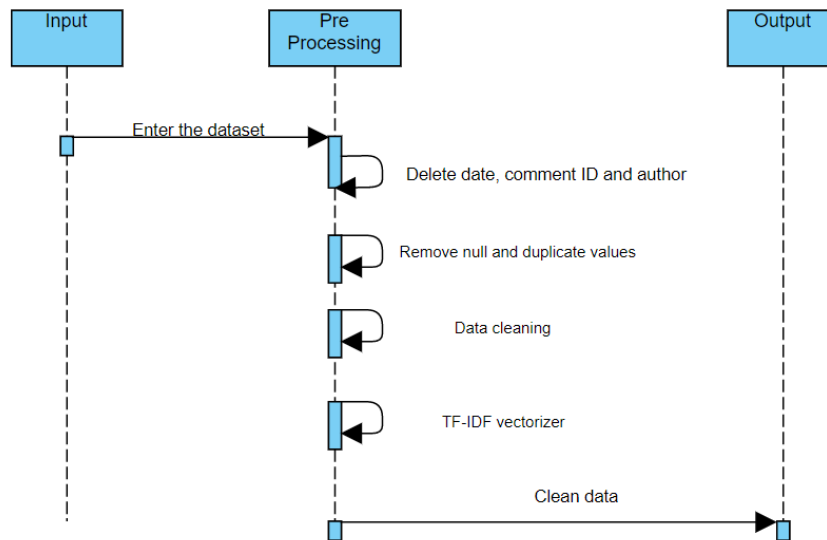 Input
Pre
Processing
Output
Enter the dataset
Delete date, comment ID and author
Remove null and duplicate values
Data cleaning
TF-IDF vectorizer
Clean data